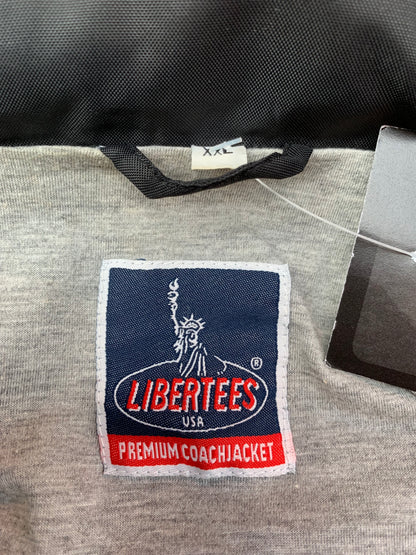 XXL
LIBERTEES
®
USA
PREMIUM COACHJACKET